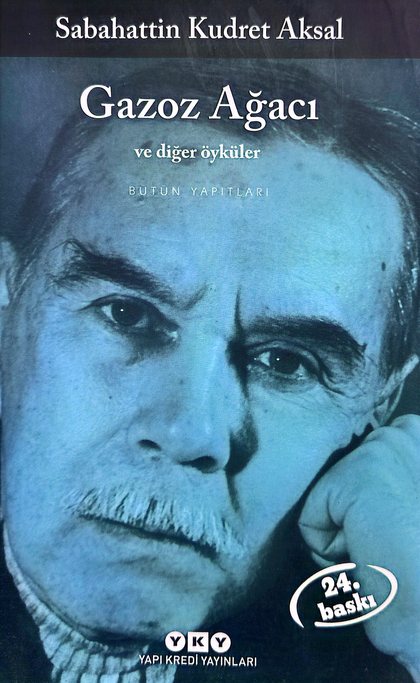 Sabahattin Kudret Aksal
Gazoz Ağacı
ve diğer öyküler
BÜTÜN YAPITLARI
24.
baskı
YKY
YAPI KREDİ YAYINLARI